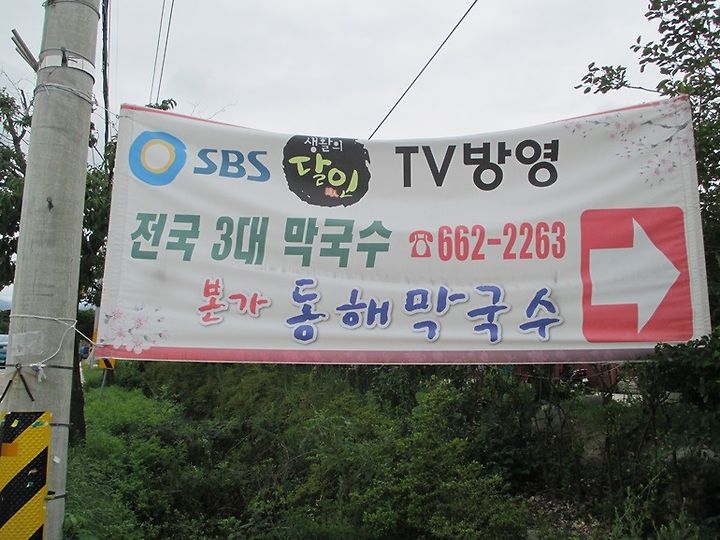 SBS 생활의 달인 TV방영
전국 3대 막국수 ☎662-2263
본가 동해막국수